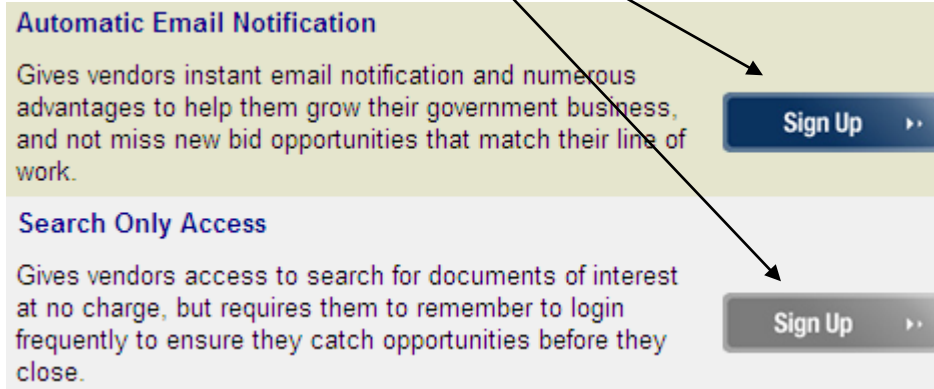 Automatic Email Notification
Gives vendors instant email notification and numerous
advantages to help them grow their government business,
and not miss new bid opportunities that match their line of
work.
Sign Up
Search Only Access
Gives vendors access to search for documents of interest
at no charge, but requires them to remember to login
frequently to ensure they catch opportunities before they
close.
Sign Up